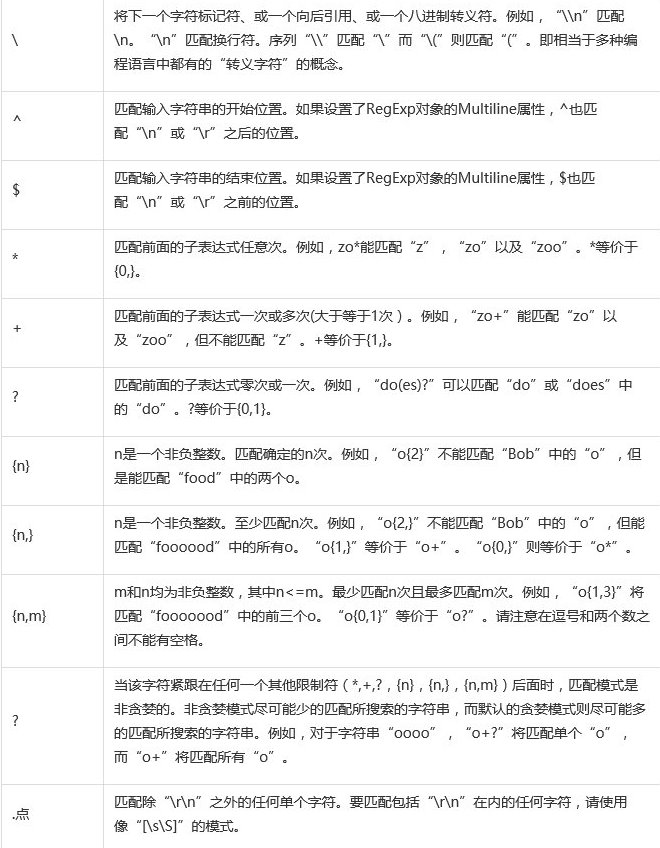 \
将下一个字符标记符、或一个向后引用、或一个八进制转义符。例如，“\\n”匹配
\n。“\n”匹配换行符。序列“\\”匹配“\”而“\(”则匹配“(”。即相当于多种编
程语言中都有的“转义字符”的概念。
^
匹配输入字符串的开始位置。如果设置了RegExp对象的Multiline属性，^也匹
配“\n”或“\r”之后的位置。
$
匹配输入字符串的结束位置。如果设置了RegExp对象的Multiline属性，$也匹
配“\n”或“\r”之前的位置。
*
匹配前面的子表达式任意次。例如，zo*能匹配“z”，“zo”以及“zoo”。*等价于
{0,}。
+
匹配前面的子表达式一次或多次(大于等于1次）。例如，“zo+”能匹配“zo”以
及“zoo”，但不能匹配“z”。+等价于{1,}。
?
匹配前面的子表达式零次或一次。例如，“do(es)?”可以匹配“do”或“does”中
的“do”。?等价于{0,1}。
{n}
n是一个非负整数。匹配确定的n次。例如，“o{2}”不能匹配“Bob”中的“o”，但
是能匹配“food”中的两个o。
{n,}
n是一个非负整数。至少匹配n次。例如，“o{2,}”不能匹配“Bob”中的“o”，但能
匹配“foooood”中的所有o。“o{1,}”等价于“o+”。“o{0,}”则等价于“o*”。
{n,m}
m和n均为非负整数，其中n<=m。最少匹配n次且最多匹配m次。例如，“o{1,3}”将
匹配“fooooood”中的前三个o。“o{0,1}”等价于“o?”。请注意在逗号和两个数之
间不能有空格。
?
当该字符紧跟在任何一个其他限制符（*,+,?，{n}，{n,}，{n,m}）后面时，匹配模式是
非贪婪的。非贪婪模式尽可能少的匹配所搜索的字符串，而默认的贪婪模式则尽可能多
的匹配所搜索的字符串。例如，对于字符串“oooo”，“o+?”将匹配单个“o”，
而“o+”将匹配所有“o”。
.点
匹配除“\r\n”之外的任何单个字符。要匹配包括“\r\n”在内的任何字符，请使用
像“[\s\S]”的模式。